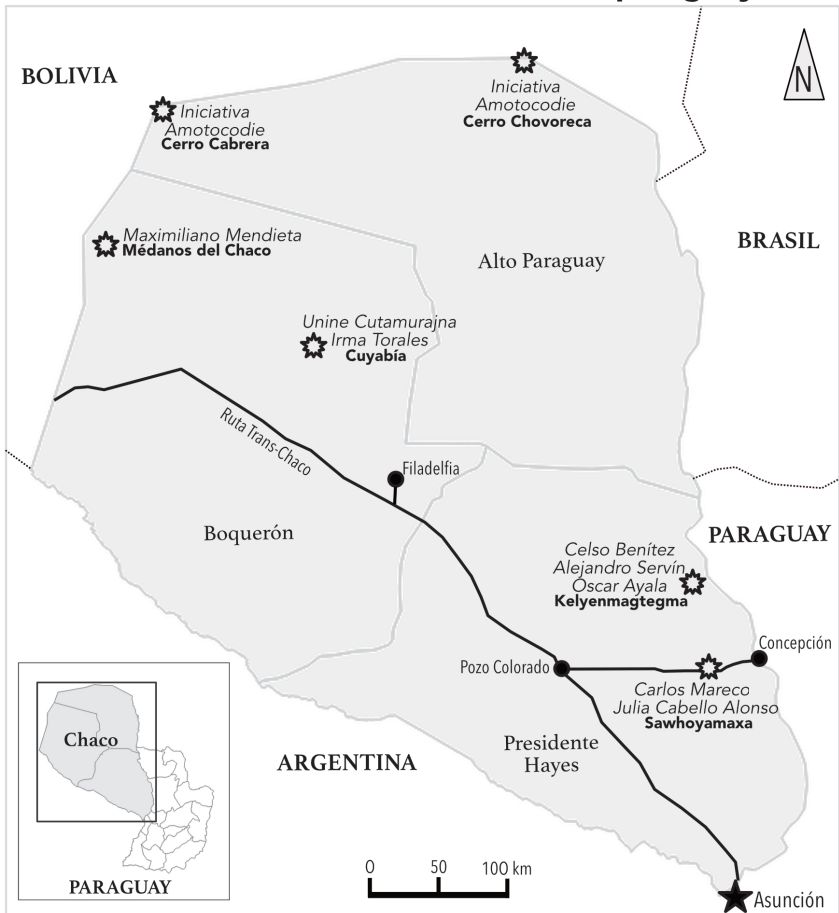 BOLIVIA
Iniciativa
Amotocodie
Cerro Cabrera
Iniciativa
Amotocodie
Cerro Chovoreca
N
Maximiliano Mendieta
Médanos del Chaco
Alto Paraguay
BRASIL
Unine Cutamurajna
Irma Torales
Cuyabía
Ruta Trans-Chaco
Filadelfia
Boquerón
PARAGUAY
Celso Benítez
Alejandro Servín
Óscar Ayala
Kelyenmagtegma
Concepción
Pozo Colorado
Carlos Mareco
Julia Cabello Alonso
Sawhoyamaxa
Presidente
Hayes
ARGENTINA
Chaco
PARAGUAY
0 50 100 km
Asunción